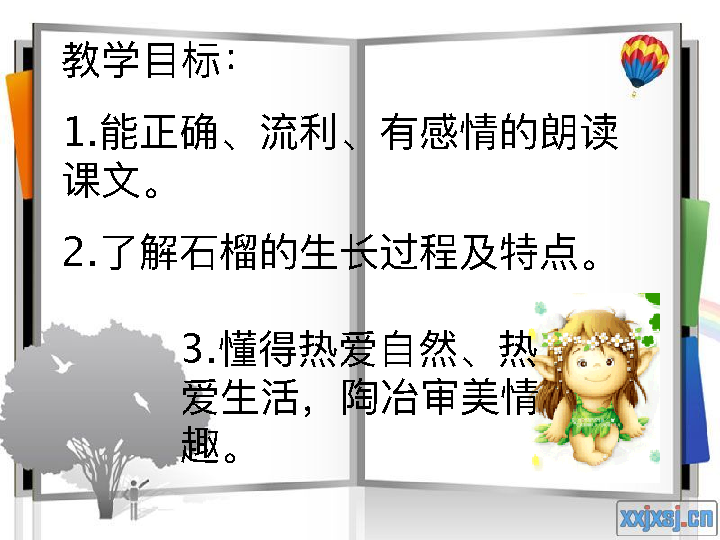 教学目标：
1.能正确、流利、有感情的朗读
课文。
2.了解石榴的生长过程及特点。
3.懂得热爱自然、热
爱生活，陶冶审美情
趣。
xxjxsj.cn